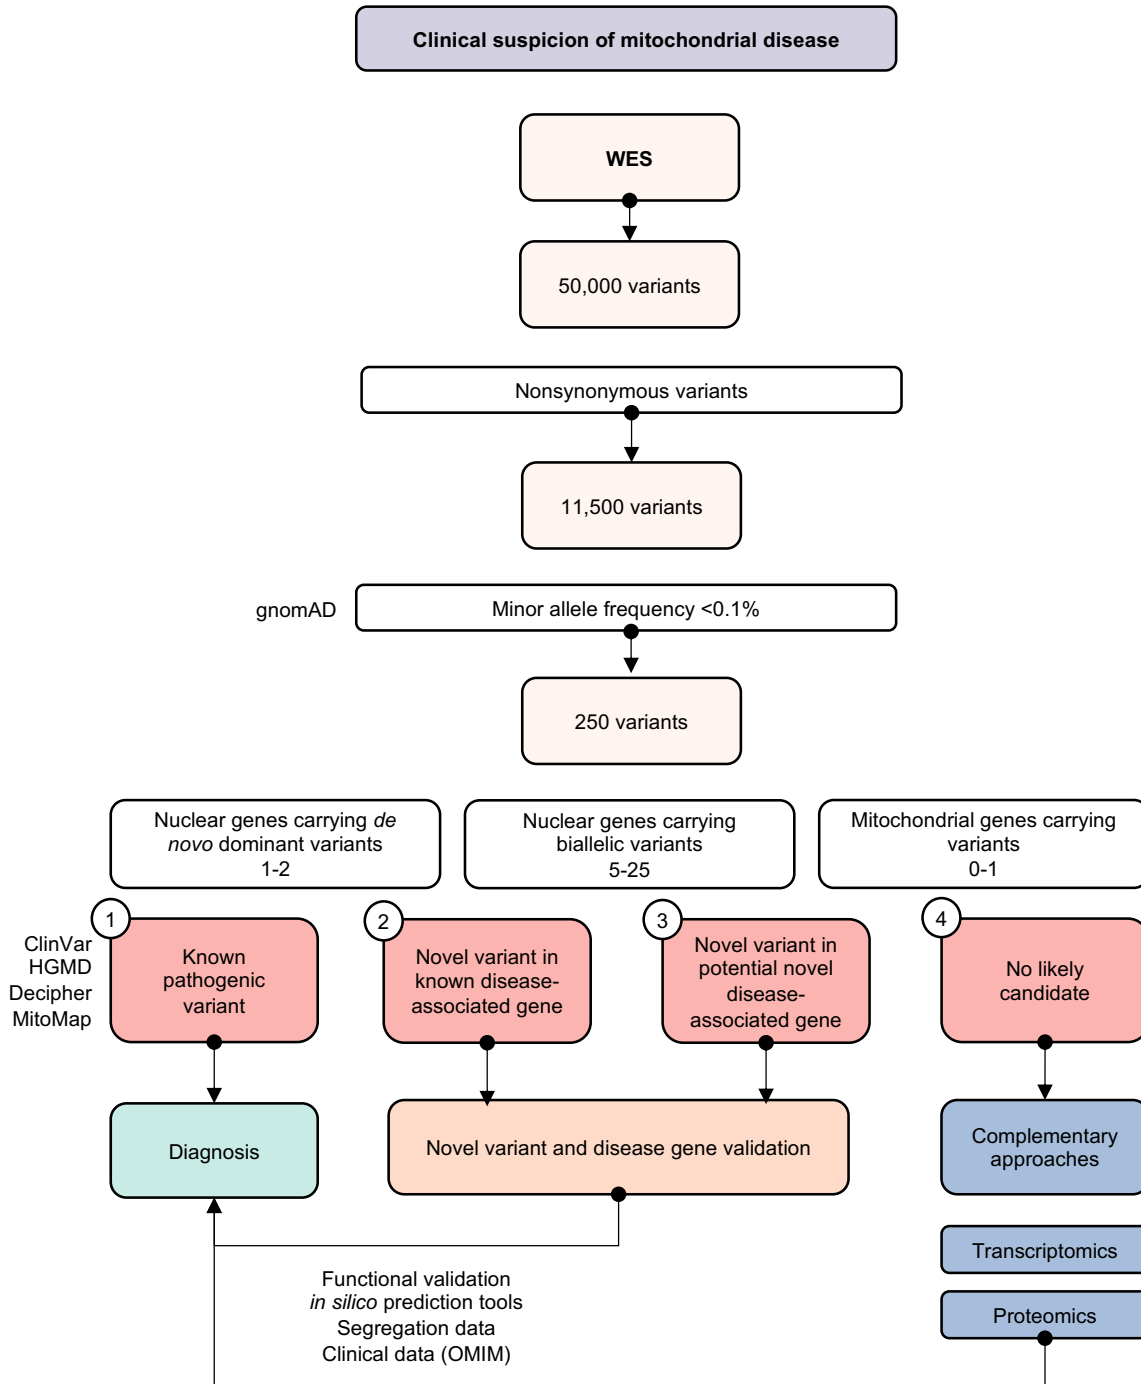 Clinical suspicion of mitochondrial disease
WES
50,000 variants
Nonsynonymous variants
11,500 variants
gnomAD
Minor allele frequency <0.1%
250 variants
Nuclear genes carrying de
novo dominant variants
1-2
Nuclear genes carrying
biallelic variants
5-25
Mitochondrial genes carrying
variants
0-1
ClinVar
HGMD
Decipher
MitoMap
1
Known
pathogenic
variant
2
Novel variant in
known disease-
associated gene
3
Novel variant in
potential novel
disease-
associated gene
4
No likely
candidate
Diagnosis
Novel variant and disease gene validation
Complementary
approaches
Transcriptomics
Proteomics
Functional validation
in silico prediction tools
Segregation data
Clinical data (OMIM)